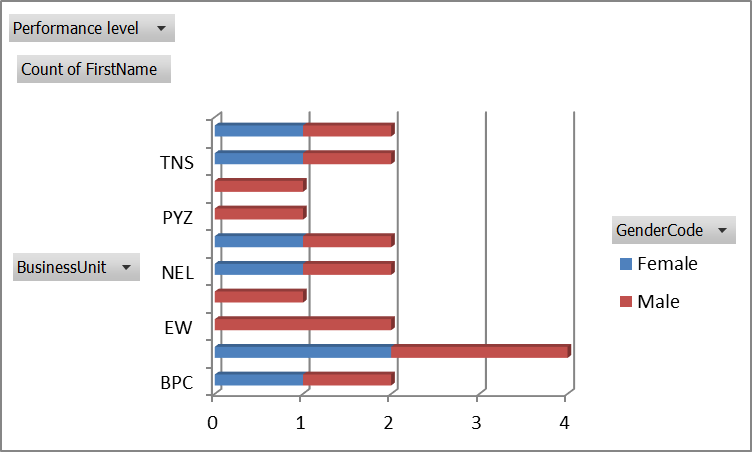 Performance level
Count of FirstName
TNS
PYZ
NEL
EW
BPC
BusinessUnit
0 1 2 3 4
GenderCode
Female
Male